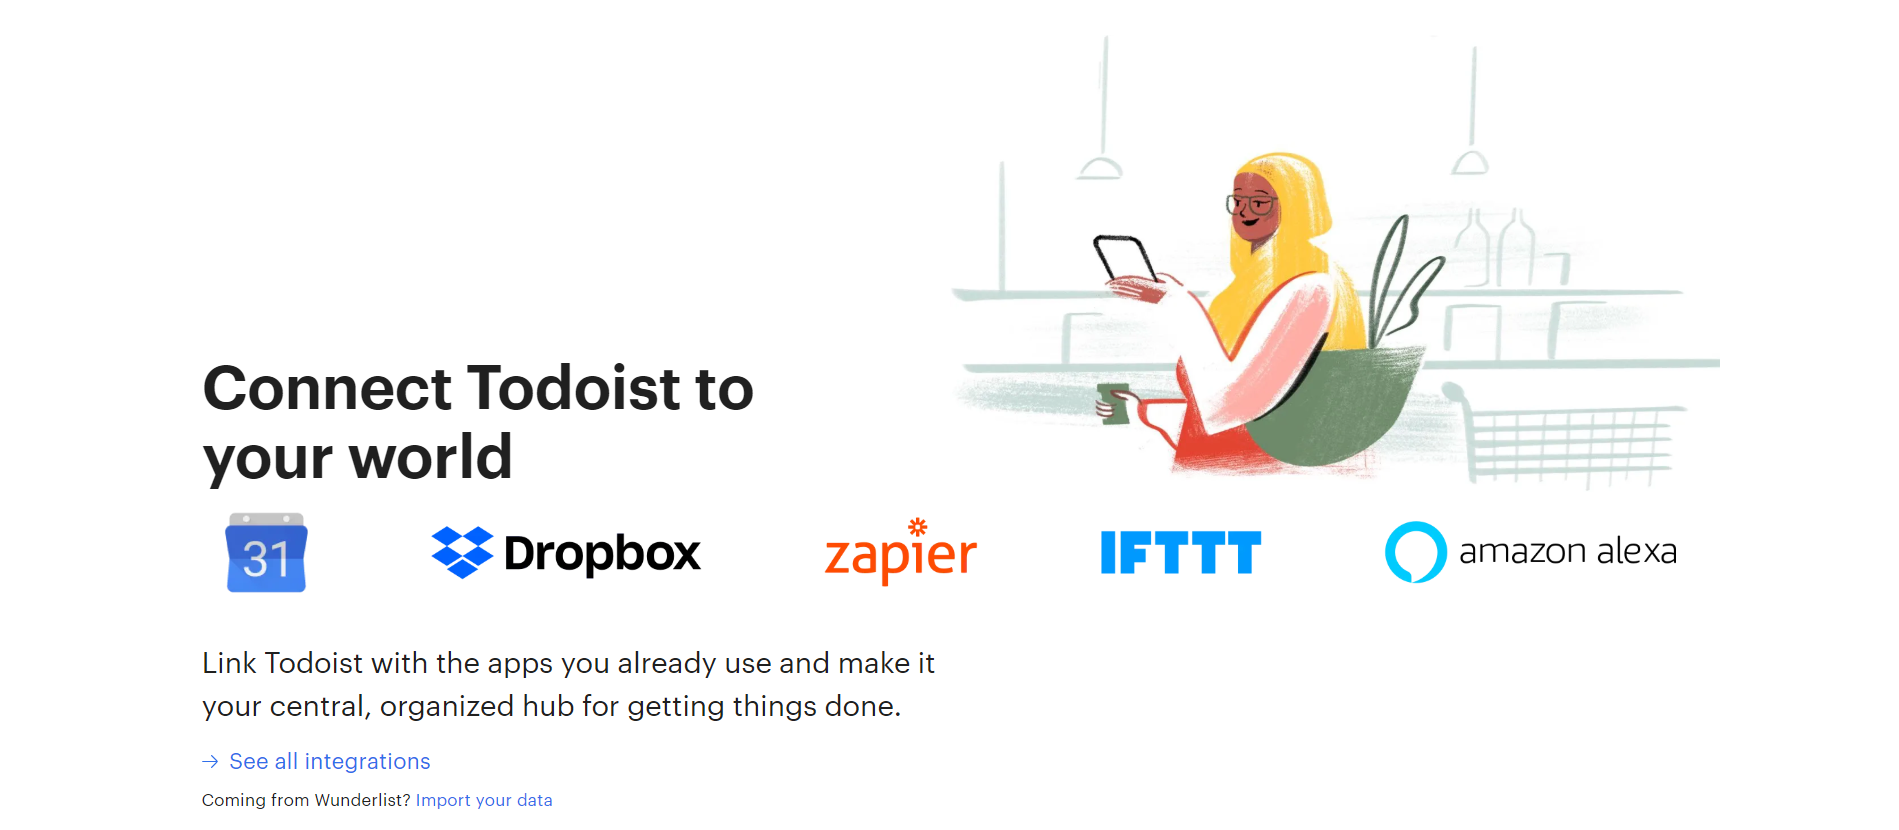 Connect Todoist to
your world
31
Dropbox
zapier
IFTTT
amazon alexa
Link Todoist with the apps you already use and make it
your central, organized hub for getting things done.
→ See all integrations
Coming from Wunderlist? Import your data